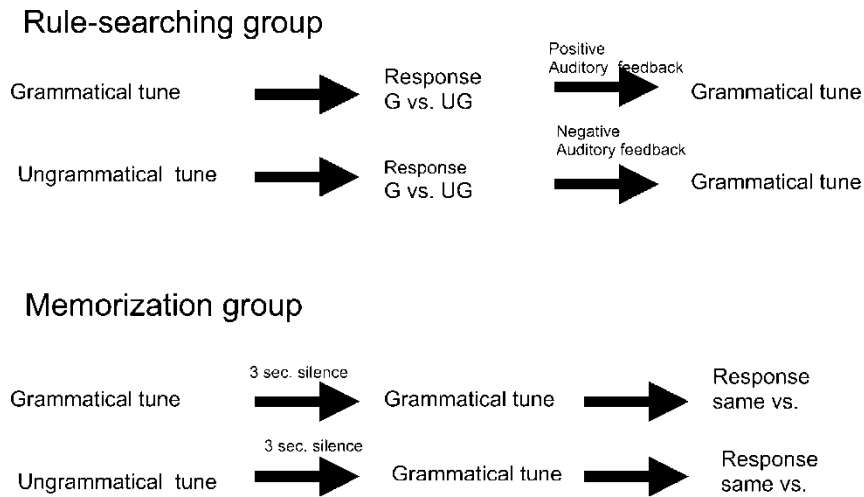 Rule-searching group
Grammatical tune
Response
G vs. UG
Positive
Auditory feedback
Grammatical tune
Ungrammatical tune
Response
G vs. UG
Negative
Auditory feedback
Grammatical tune
Memorization group
Grammatical tune
3 sec. silence
Grammatical tune
Response
same vs.
Ungrammatical tune
3 sec. silence
Grammatical tune
Response
same vs.